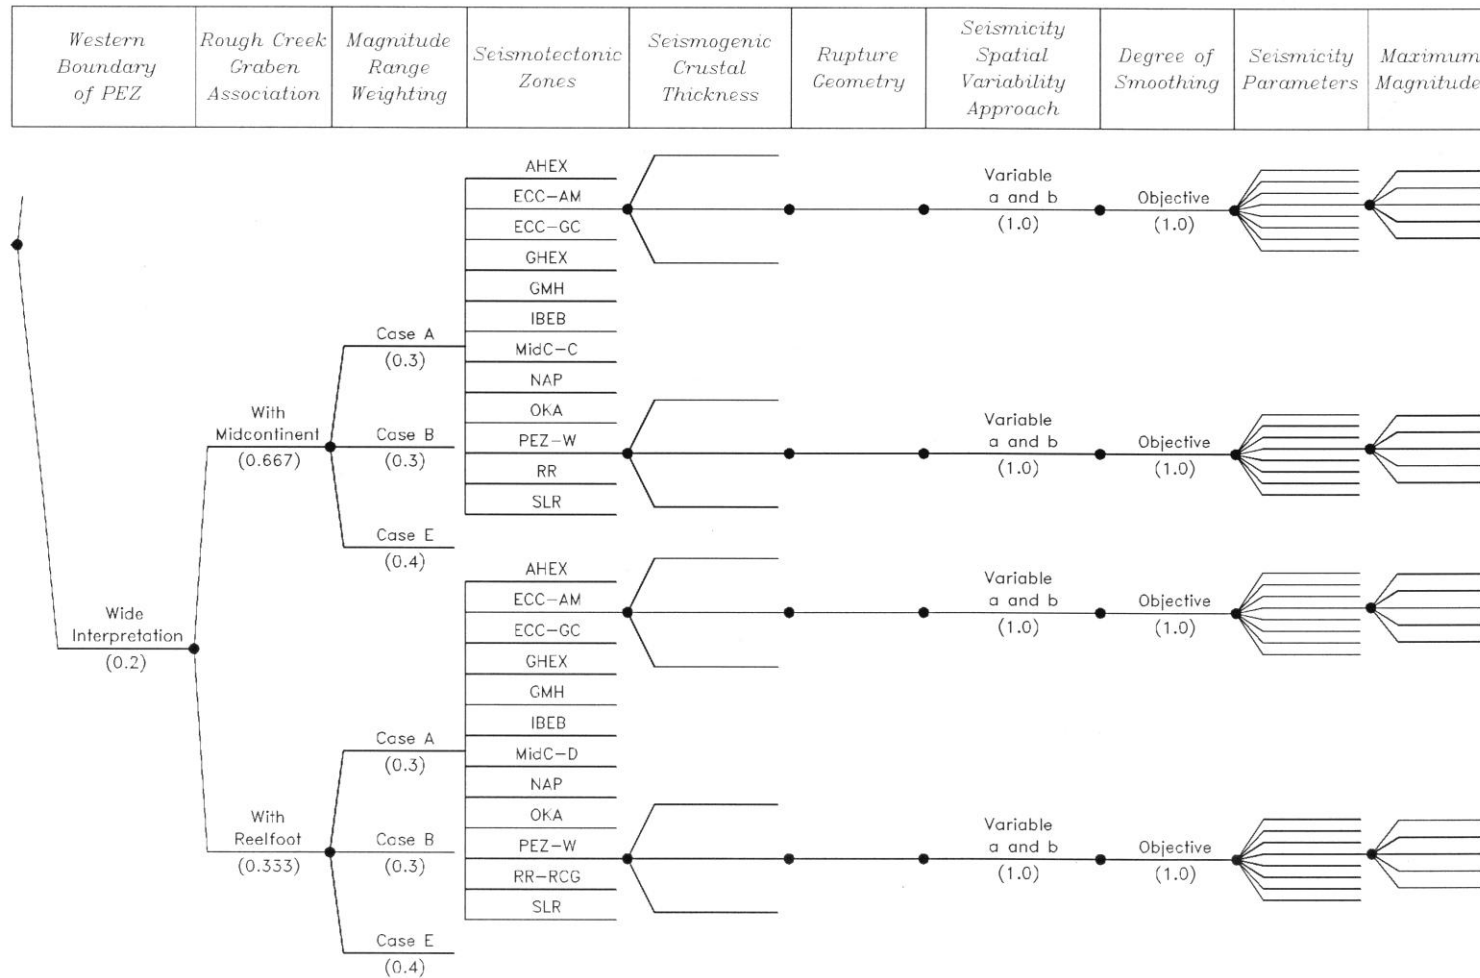 Western
Boundary
of PEZ
Rough Creek
Graben
Association
Magnitude
Range
Weighting
Seismotectonic
Zones
Seismogenic
Crustal
Thickness
Rupture
Geometry
Seismicity
Spatial
Variability
Approach
Degree of
Smoothing
Seismicity
Parameters
Maximum
Magnitude
Wide
Interpretation
(0.2)
With
Midcontinent
(0.667)
Case A
(0.3)
Case B
(0.3)
Case E
(0.4)
AHEX
ECC-AM
ECC-GC
GHEX
GMH
IBEB
MidC-C
NAP
OKA
PEZ-W
RR
SLR
Variable
a and b
(1.0)
Objective
(1.0)
Variable
a and b
(1.0)
Objective
(1.0)
With
Reelfoot
(0.333)
Case A
(0.3)
Case B
(0.3)
Case E
(0.4)
AHEX
ECC-AM
ECC-GC
GHEX
GMH
IBEB
MidC-D
NAP
OKA
PEZ-W
RR-RCG
SLR
Variable
a and b
(1.0)
Objective
(1.0)
Variable
a and b
(1.0)
Objective
(1.0)